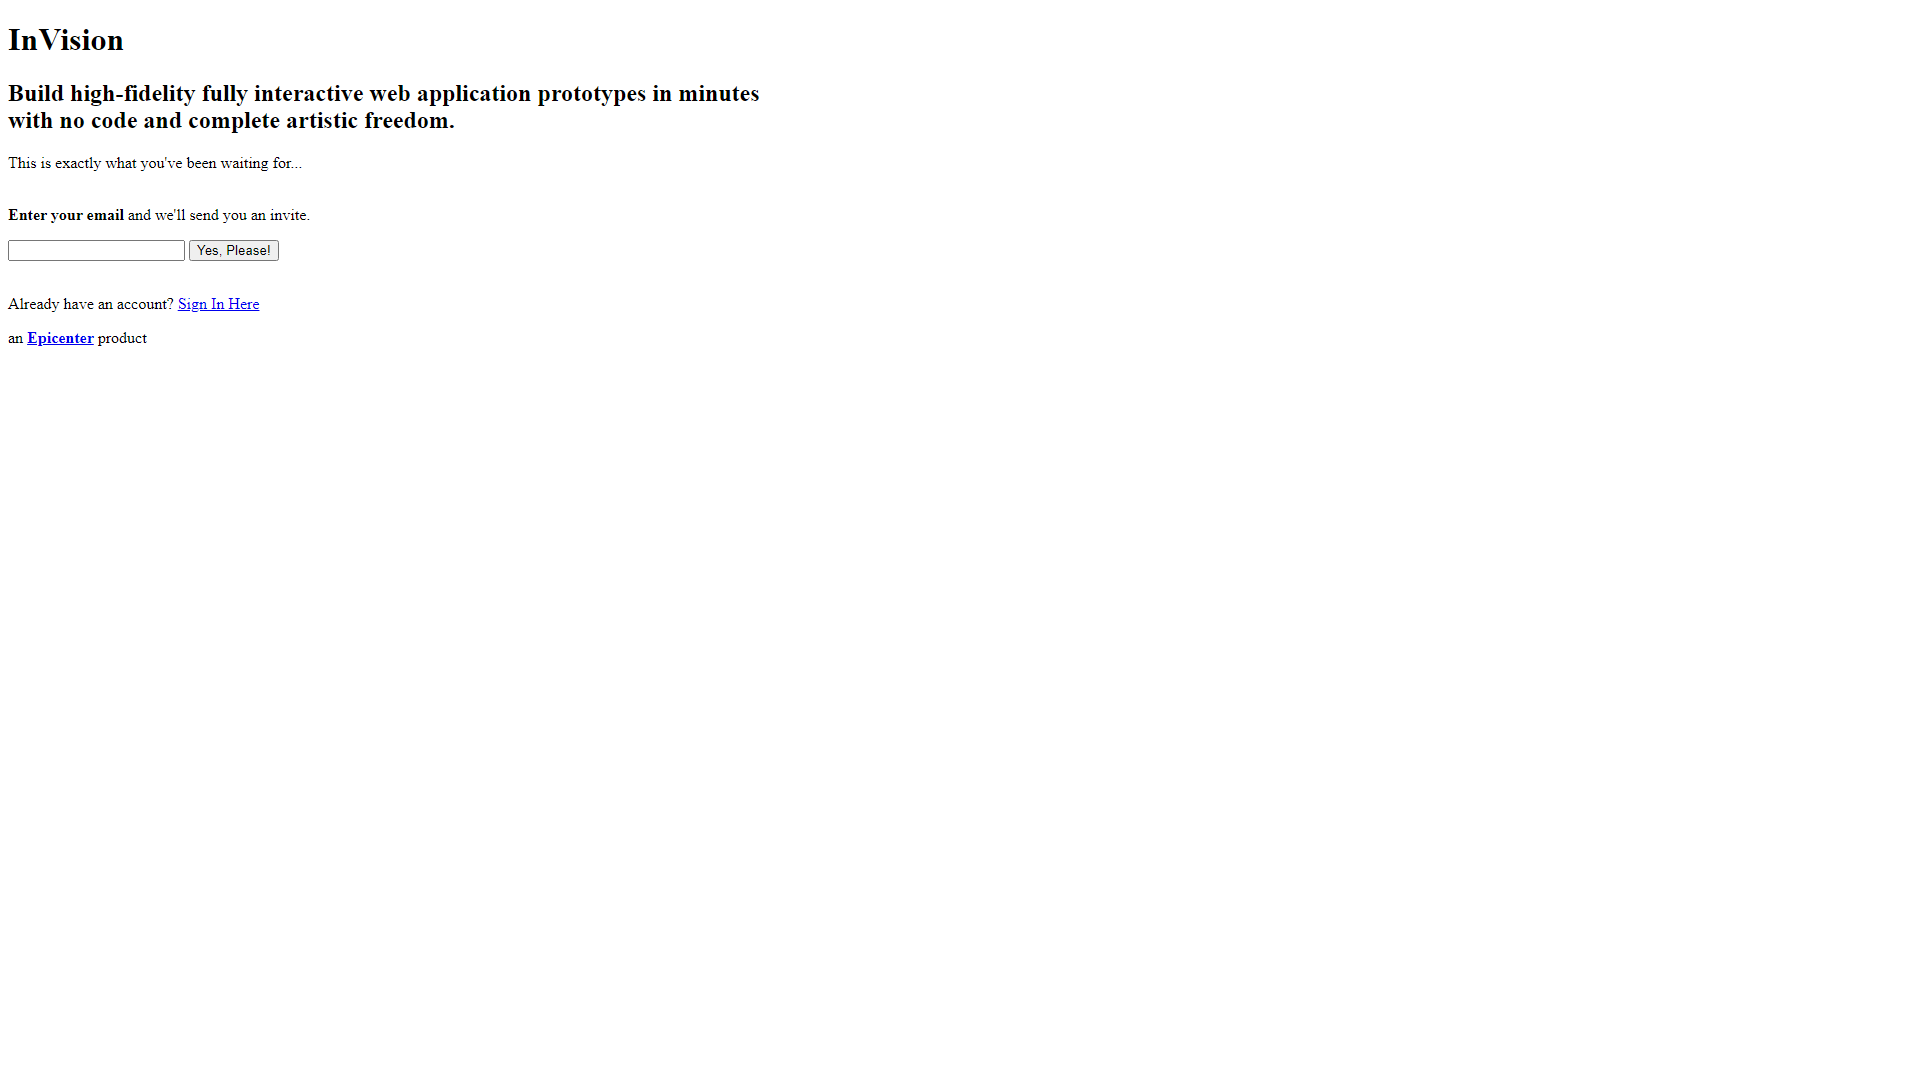 InVision
Build high-fidelity fully interactive web application prototypes in minutes
with no code and complete artistic freedom.
This is exactly what you've been waiting for...
Enter your email and we'll send you an invite.
Yes, Please!
Already have an account? Sign In Here
an Epicenter product